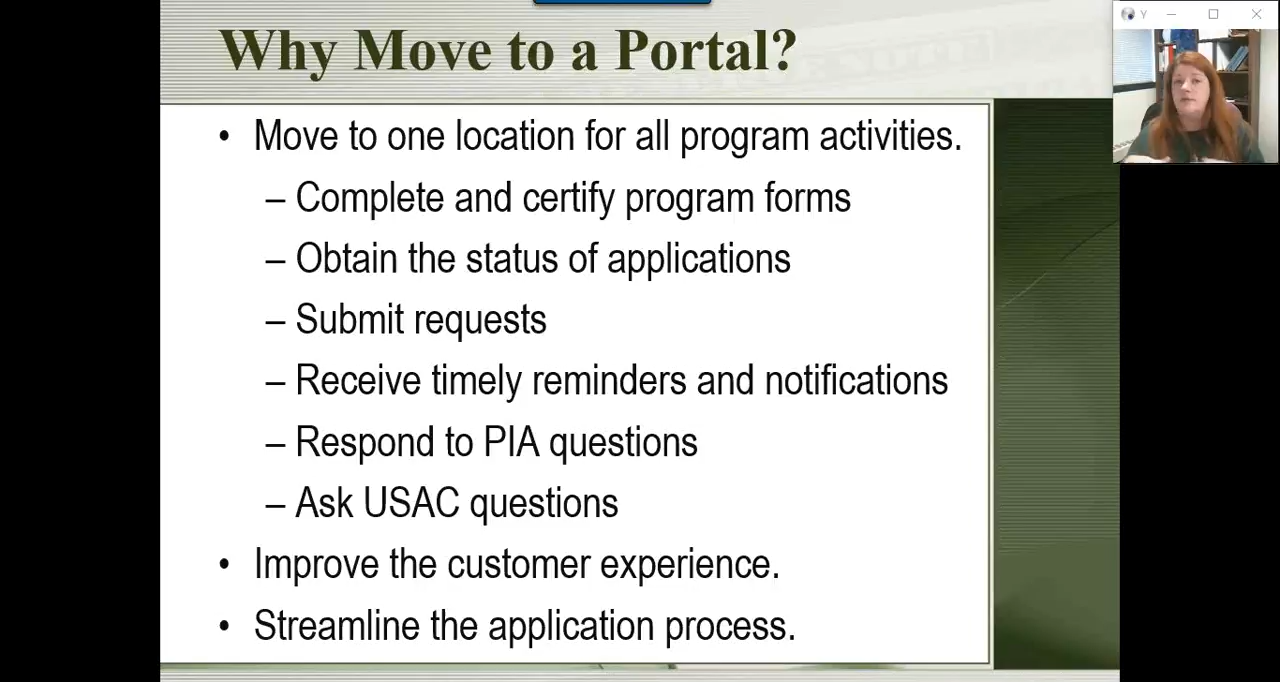 Why Move to a Portal?
• Move to one location for all program activities.
– Complete and certify program forms
– Obtain the status of applications
– Submit requests
– Receive timely reminders and notifications
– Respond to PIA questions
– Ask USAC questions
• Improve the customer experience.
• Streamline the application process.
Y